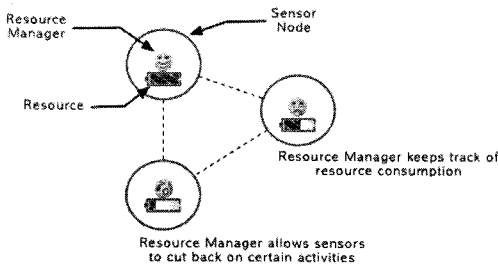 Resource
Manager
Sensor
Node
Resource
Resource Manager keeps track of
resource consumption
Resource Manager allows sensors
to cut back on certain activities